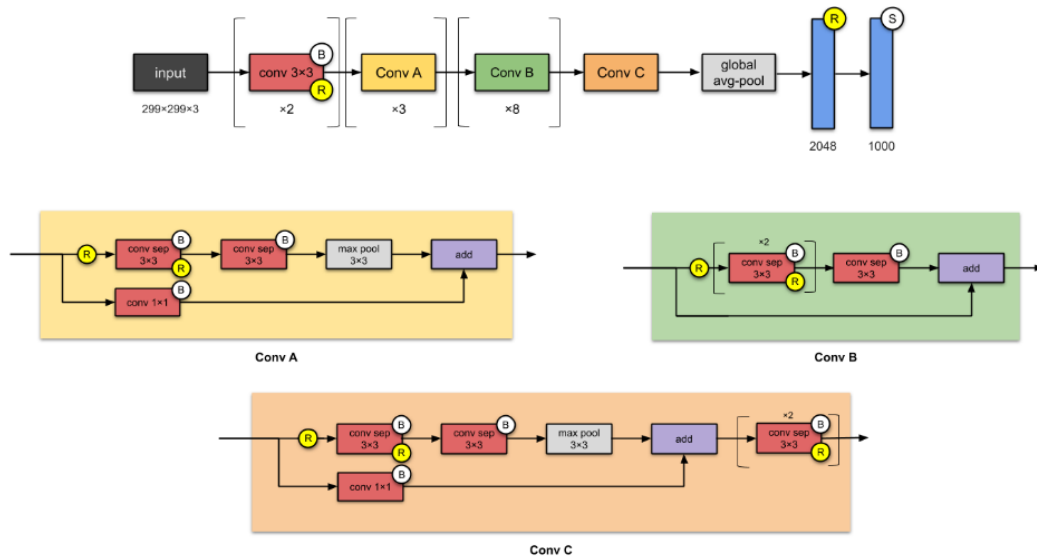 input
299×299×3
conv 3×3
B
R
×2
Conv A
×3
Conv B
×8
Conv C
global
avg-pool
R
2048
S
1000
R
conv sep
3×3
B
R
conv sep
3×3
B
max pool
3×3
add
conv 1×1
B
Conv A
R
×2
conv sep
3×3
B
R
conv sep
3×3
B
add
Conv B
R
conv sep
3×3
B
R
conv sep
3×3
B
max pool
3×3
add
×2
conv sep
3×3
B
R
conv 1×1
B
Conv C